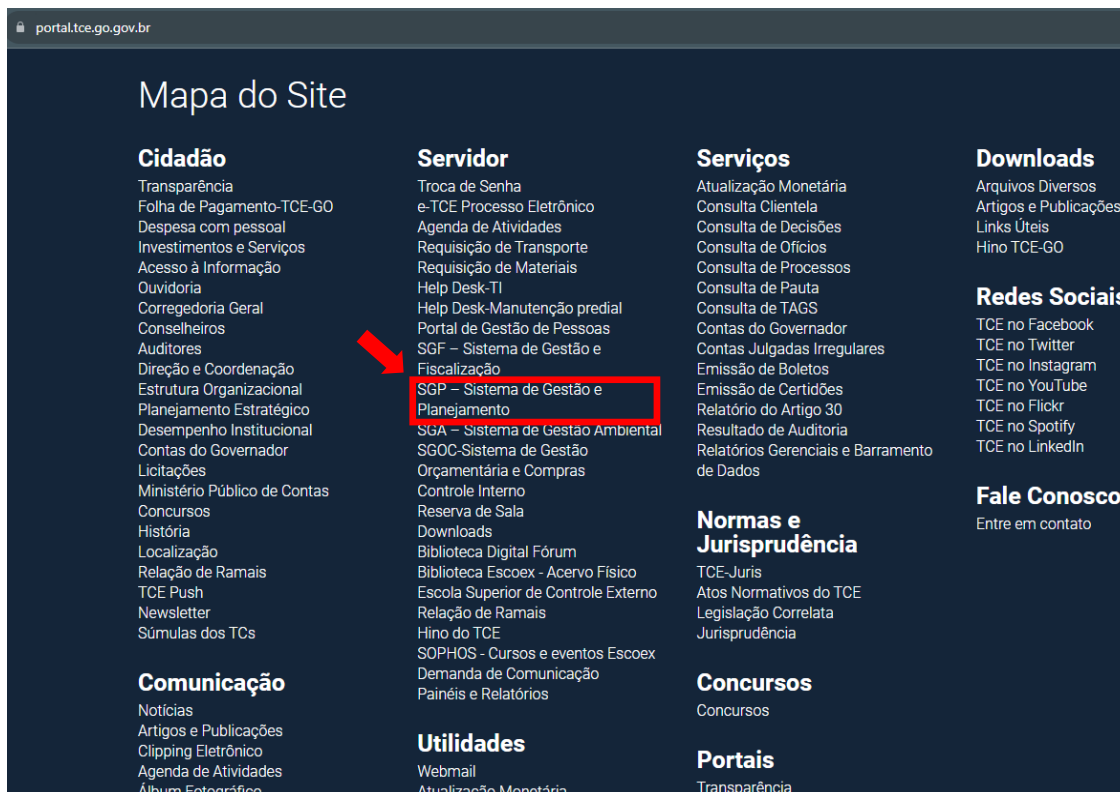 portal.tce.go.gov.br
Mapa do Site
Cidadão
Transparência
Folha de Pagamento-TCE-GO
Despesa com pessoal
Investimentos e Serviços
Acesso à Informação
Ouvidoria
Corregedoria Geral
Conselheiros
Auditores
Direção e Coordenação
Estrutura Organizacional
Planejamento Estratégico
Desempenho Institucional
Contas do Governador
Licitações
Ministério Público de Contas
Concursos
História
Localização
Relação de Ramais
TCE Push
Newsletter
Súmulas dos TCs
Comunicação
Notícias
Artigos e Publicações
Clipping Eletrônico
Agenda de Atividades
Álbum Fotográfico
Servidor
Troca de Senha
e-TCE Processo Eletrônico
Agenda de Atividades
Requisição de Transporte
Requisição de Materiais
Help Desk-TI
Help Desk-Manutenção predial
Portal de Gestão de Pessoas
SGF – Sistema de Gestão e
Fiscalização
SGP – Sistema de Gestão e
Planejamento
SGA – Sistema de Gestão Ambiental
SGOC-Sistema de Gestão
Orçamentária e Compras
Controle Interno
Reserva de Sala
Downloads
Biblioteca Digital Fórum
Biblioteca Escoex - Acervo Físico
Escola Superior de Controle Externo
Relação de Ramais
Hino do TCE
SOPHOS - Cursos e eventos Escoex
Demanda de Comunicação
Painéis e Relatórios
Utilidades
Webmail
Atualização Monetária
Serviços
Atualização Monetária
Consulta Clientela
Consulta de Decisões
Consulta de Ofícios
Consulta de Processos
Consulta de Pauta
Consulta de TAGS
Contas do Governador
Contas Julgadas Irregulares
Emissão de Boletos
Emissão de Certidões
Relatório do Artigo 30
Resultado de Auditoria
Relatórios Gerenciais e Barramento
de Dados
Normas e
Jurisprudência
TCE-Juris
Atos Normativos do TCE
Legislação Correlata
Jurisprudência
Concursos
Concursos
Portais
Transparência
Downloads
Arquivos Diversos
Artigos e Publicações
Links Úteis
Hino TCE-GO
Redes Sociais
TCE no Facebook
TCE no Twitter
TCE no Instagram
TCE no YouTube
TCE no Flickr
TCE no Spotify
TCE no LinkedIn
Fale Conosco
Entre em contato